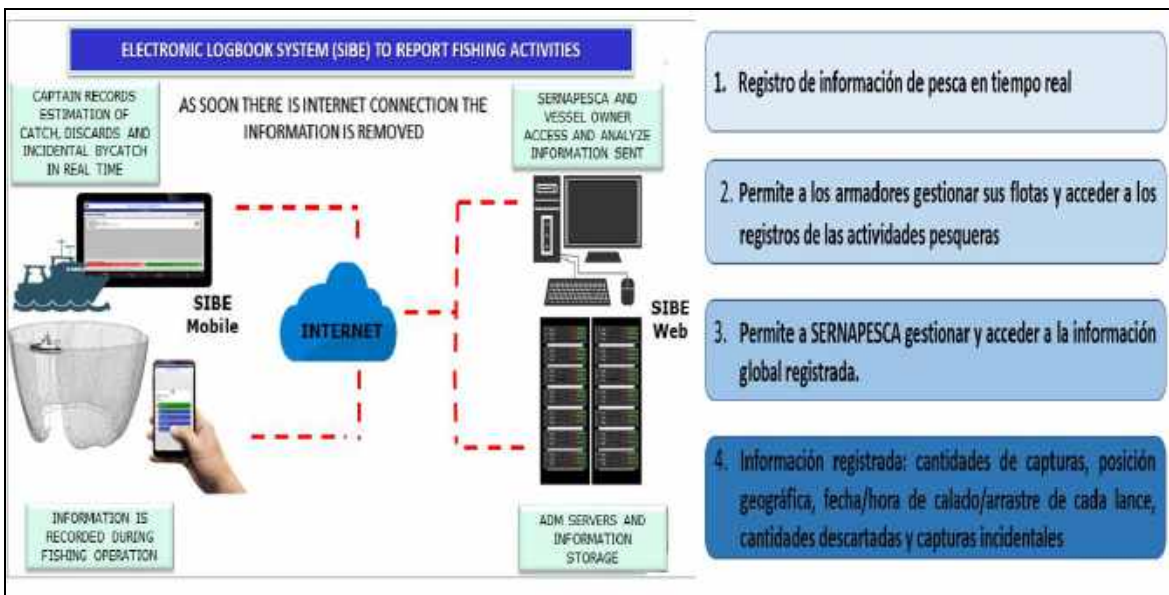 ELECTRONIC LOGBOOK SYSTEM (SIBE) TO REPORT FISHING ACTIVITIES
CAPTAIN RECORDS
ESTIMATION OF
CATCH, DISCARDS AND
INCIDENTAL BYCATCH
IN REAL TIME
AS SOON THERE IS INTERNET CONNECTION THE
INFORMATION IS REMOVED
SERNAPESCA AND
VESSEL OWNER
ACCESS AND ANALYZE
INFORMATION SENT
SIBE
Mobile
INTERNET
SIBE
Web
INFORMATION IS
RECORDED DURING
FISHING OPERATION
ADM SERVERS AND
INFORMATION
STORAGE
1. Registro de información de pesca en tiempo real
2. Permite a los armadores gestionar sus flotas y acceder a los
registros de las actividades pesqueras
3. Permite a SERNAPESCA gestionar y acceder a la información
global registrada.
4. Información registrada: cantidades de capturas, posición
geográfica, fecha/hora de calado/arrastre de cada lance,
cantidades descartadas y capturas incidentales